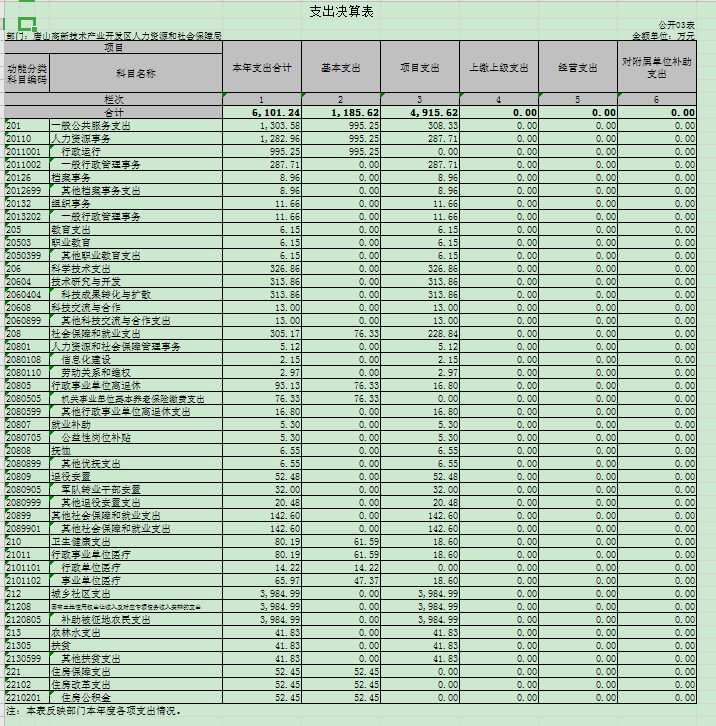 支出决算表
公开03表
部门：唐山高新技术产业开发区人力资源和社会保障局 金额单位：万元
项目 本年支出合计 基本支出 项目支出 上缴上级支出 经营支出 对附属单位补助支出
功能分类科目编码 科目名称
栏次 1 2 3 4 5 6
合计 6,101.24 1,185.62 4,915.62 0.00 0.00 0.00
201 一般公共服务支出 1,303.58 995.25 308.33 0.00 0.00 0.00
20110 人力资源事务 1,282.96 995.25 287.71 0.00 0.00 0.00
2011001 行政运行 995.25 995.25 0.00 0.00 0.00 0.00
2011002 一般行政管理事务 287.71 0.00 287.71 0.00 0.00 0.00
20126 档案事务 8.96 0.00 8.96 0.00 0.00 0.00
2012699 其他档案事务支出 8.96 0.00 8.96 0.00 0.00 0.00
20132 组织事务 11.66 0.00 11.66 0.00 0.00 0.00
2013202 一般行政管理事务 11.66 0.00 11.66 0.00 0.00 0.00
205 教育支出 6.15 0.00 6.15 0.00 0.00 0.00
20503 职业教育 6.15 0.00 6.15 0.00 0.00 0.00
2050399 其他职业教育支出 6.15 0.00 6.15 0.00 0.00 0.00
206 科学技术支出 326.86 0.00 326.86 0.00 0.00 0.00
20604 技术研究与开发 313.86 0.00 313.86 0.00 0.00 0.00
2060404 科技成果转化与扩散 313.86 0.00 313.86 0.00 0.00 0.00
20608 科技交流与合作 13.00 0.00 13.00 0.00 0.00 0.00
2060899 其他科技交流与合作支出 13.00 0.00 13.00 0.00 0.00 0.00
208 社会保障和就业支出 305.17 76.33 228.84 0.00 0.00 0.00
20801 人力资源和社会保障管理事务 5.12 0.00 5.12 0.00 0.00 0.00
2080108 信息化建设 2.15 0.00 2.15 0.00 0.00 0.00
2080110 劳动关系和维权 2.97 0.00 2.97 0.00 0.00 0.00
20805 行政事业单位离退休 93.13 76.33 16.80 0.00 0.00 0.00
2080505 机关事业单位基本养老保险缴费支出 76.33 76.33 0.00 0.00 0.00 0.00
2080599 其他行政事业单位离退休支出 16.80 0.00 16.80 0.00 0.00 0.00
20807 就业补助 5.30 0.00 5.30 0.00 0.00 0.00
2080705 公益性岗位补贴 5.30 0.00 5.30 0.00 0.00 0.00
20808 抚恤 6.55 0.00 6.55 0.00 0.00 0.00
2080899 其他优抚支出 6.55 0.00 6.55 0.00 0.00 0.00
20809 退役安置 52.48 0.00 52.48 0.00 0.00 0.00
2080905 军队转业干部安置 32.00 0.00 32.00 0.00 0.00 0.00
2080999 其他退役安置支出 20.48 0.00 20.48 0.00 0.00 0.00
20899 其他社会保障和就业支出 142.60 0.00 142.60 0.00 0.00 0.00
2089901 其他社会保障和就业支出 142.60 0.00 142.60 0.00 0.00 0.00
210 卫生健康支出 80.19 61.59 18.60 0.00 0.00 0.00
21011 行政事业单位医疗 80.19 61.59 18.60 0.00 0.00 0.00
2101101 行政单位医疗 14.22 14.22 0.00 0.00 0.00 0.00
2101102 事业单位医疗 65.97 47.37 18.60 0.00 0.00 0.00
212 城乡社区支出 3,984.99 0.00 3,984.99 0.00 0.00 0.00
21208 国有土地使用权出让收入及对应专项债务收入安排的支出 3,984.99 0.00 3,984.99 0.00 0.00 0.00
2120805 补助被征地农民支出 3,984.99 0.00 3,984.99 0.00 0.00 0.00
213 农林水支出 41.83 0.00 41.83 0.00 0.00 0.00
21305 扶贫 41.83 0.00 41.83 0.00 0.00 0.00
2130599 其他扶贫支出 41.83 0.00 41.83 0.00 0.00 0.00
221 住房保障支出 52.45 52.45 0.00 0.00 0.00 0.00
22102 住房改革支出 52.45 52.45 0.00 0.00 0.00 0.00
2210201 住房公积金 52.45 52.45 0.00 0.00 0.00 0.00
注：本表反映部门本年度各项支出情况。